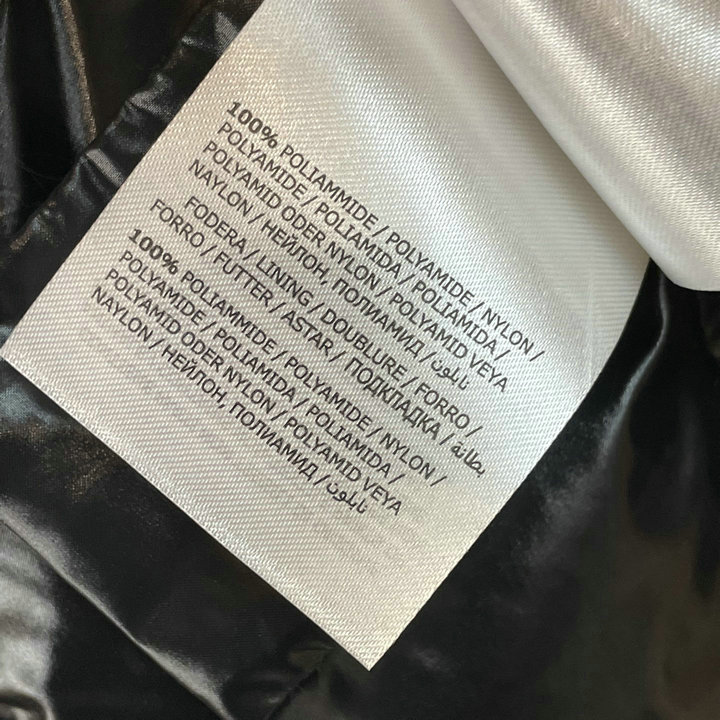 100% POLIAMMIDE / POLYAMIDE / NYLON /
POLYAMIDE / POLIAMIDA / POLIAMIDA /
POLYAMID ODER NYLON / POLYAMID VEYA
NAYLON / НЕЙЛОН, ПОЛИАМИД / نايلون
FODERA / LINING / DOUBLURE / FORRO /
FORRO / FUTTER / ASTAR / ПОДКЛАДКА / بطانة
100% POLIAMMIDE / POLYAMIDE / NYLON /
POLYAMIDE / POLIAMIDA / POLIAMIDA /
POLYAMID ODER NYLON / POLYAMID VEYA
NAYLON / НЕЙЛОН, ПОЛИАМИД / نايلون